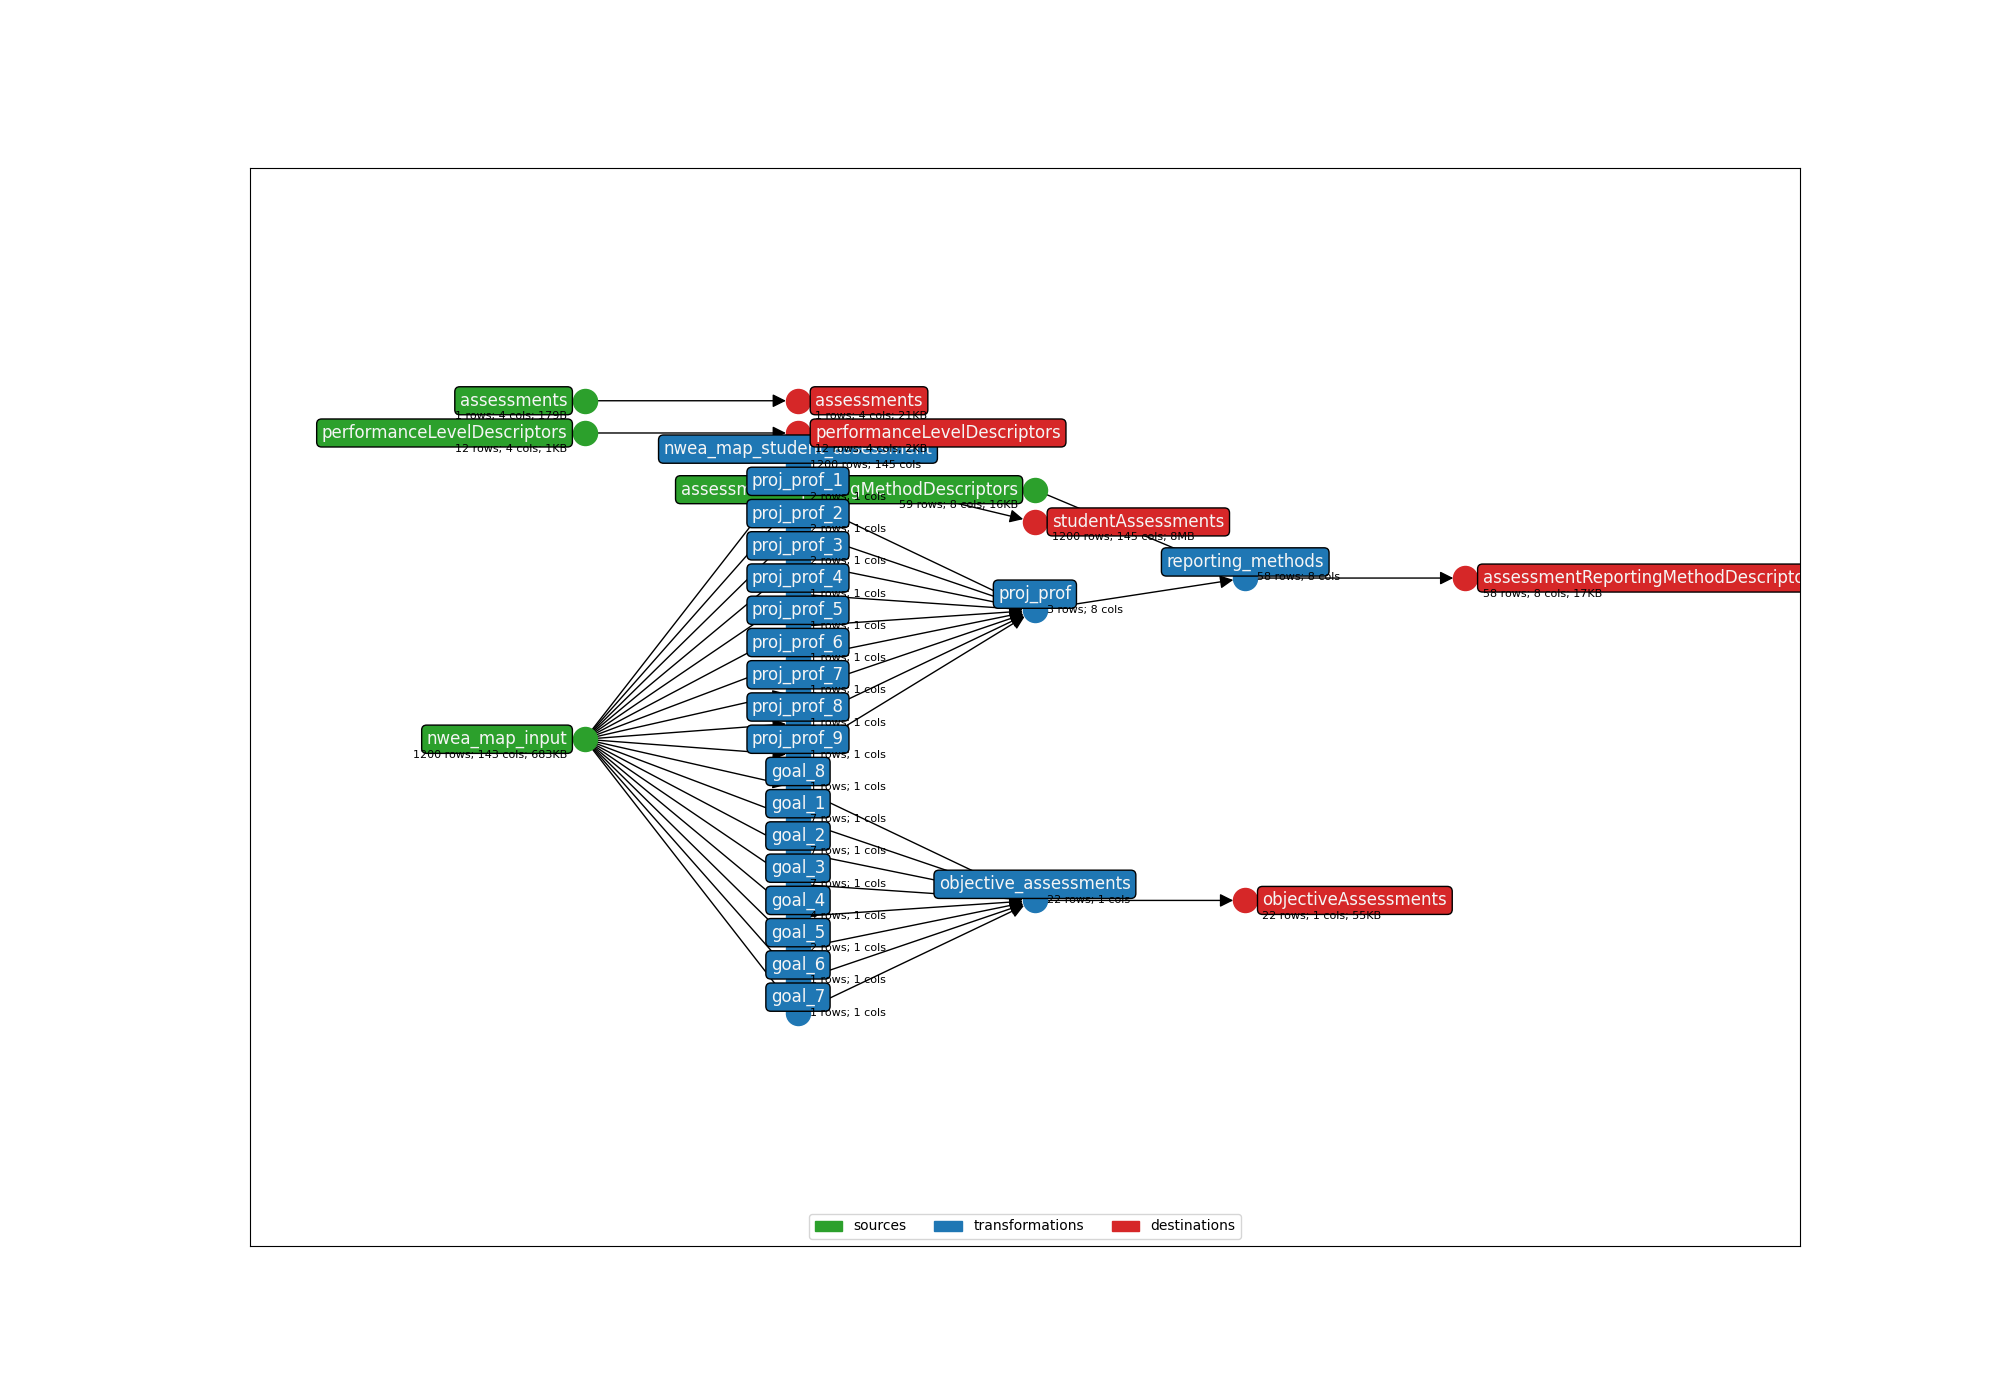 assessments
1 rows; 4 cols; 179B
assessments
1 rows; 4 cols; 21KB
performanceLevelDescriptors
12 rows; 4 cols; 1KB
performanceLevelDescriptors
12 rows; 4 cols; 2KB
nwea_map_student_assessment
1200 rows; 145 cols
proj_prof_1
2 rows; 1 cols
MethodDescriptors
59 rows; 8 cols; 16KB
proj_prof_2
2 rows; 1 cols
studentAssessments
1200 rows; 145 cols; 8MB
proj_prof_3
2 rows; 1 cols
reporting_methods
58 rows; 8 cols
proj_prof_4
1 rows; 1 cols
assessmentReportingMethodDescripto
58 rows; 8 cols; 17KB
proj_prof
3 rows; 8 cols
proj_prof_5
1 rows; 1 cols
proj_prof_6
1 rows; 1 cols
proj_prof_7
1 rows; 1 cols
proj_prof_8
1 rows; 1 cols
nwea_map_input
1200 rows; 143 cols; 683KB
proj_prof_9
1 rows; 1 cols
goal_8
1 rows; 1 cols
goal_1
7 rows; 1 cols
goal_2
7 rows; 1 cols
goal_3
rows; 1 cols
goal_4
4 rows; 1 cols
objective_assessments
22 rows; 1 cols
objectiveAssessments
22 rows; 1 cols; 55KB
goal_5
2 rows; 1 cols
goal_6
1 rows; 1 cols
goal_7
1 rows; 1 cols
sources
transformations
destinations